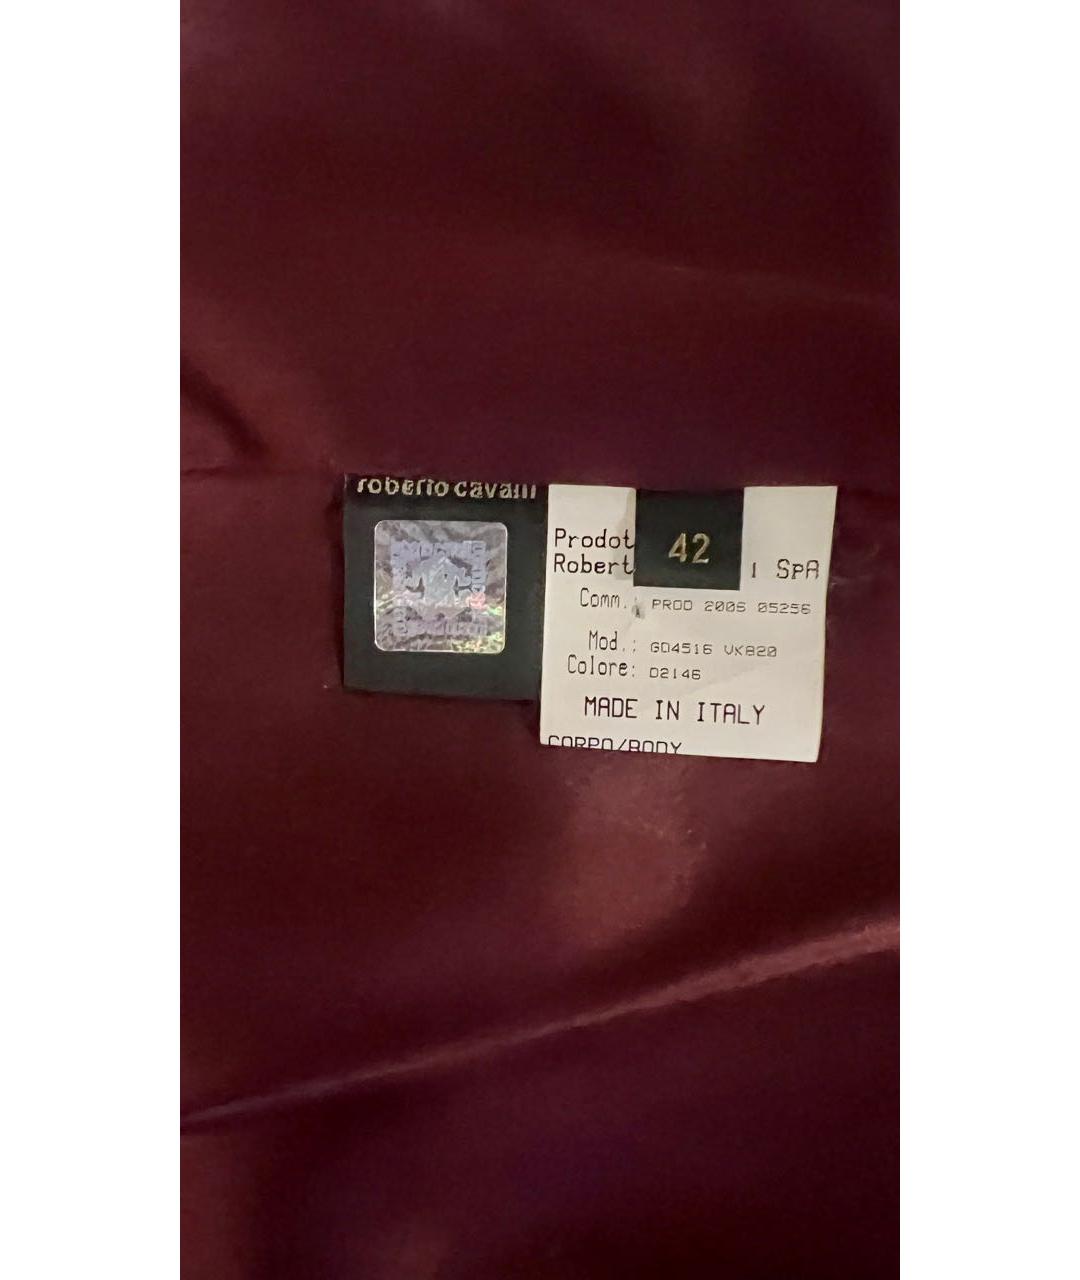 roberto cavalli
42
Prodot
Robert l SpA
Comm.: PROD 2006 05256
Mod.: GD4516 VK820
Colore: D2146
MADE IN ITALY
CORPO/BODY